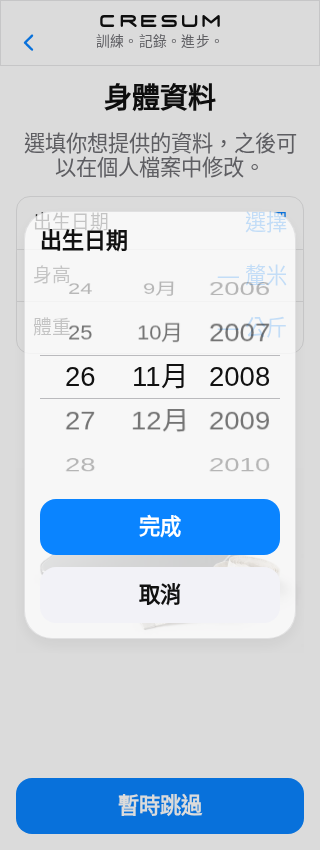 CRESUM
訓練。記錄。進步。
身體資料
選填你想提供的資料，之後可
以在個人檔案中修改。
出生日期 選擇
出生日期
身高 — 釐米
24 9月 2006
體重 — 公斤
25 10月 2007
26 11月 2008
27 12月 2009
28 2010
完成
取消
暫時跳過